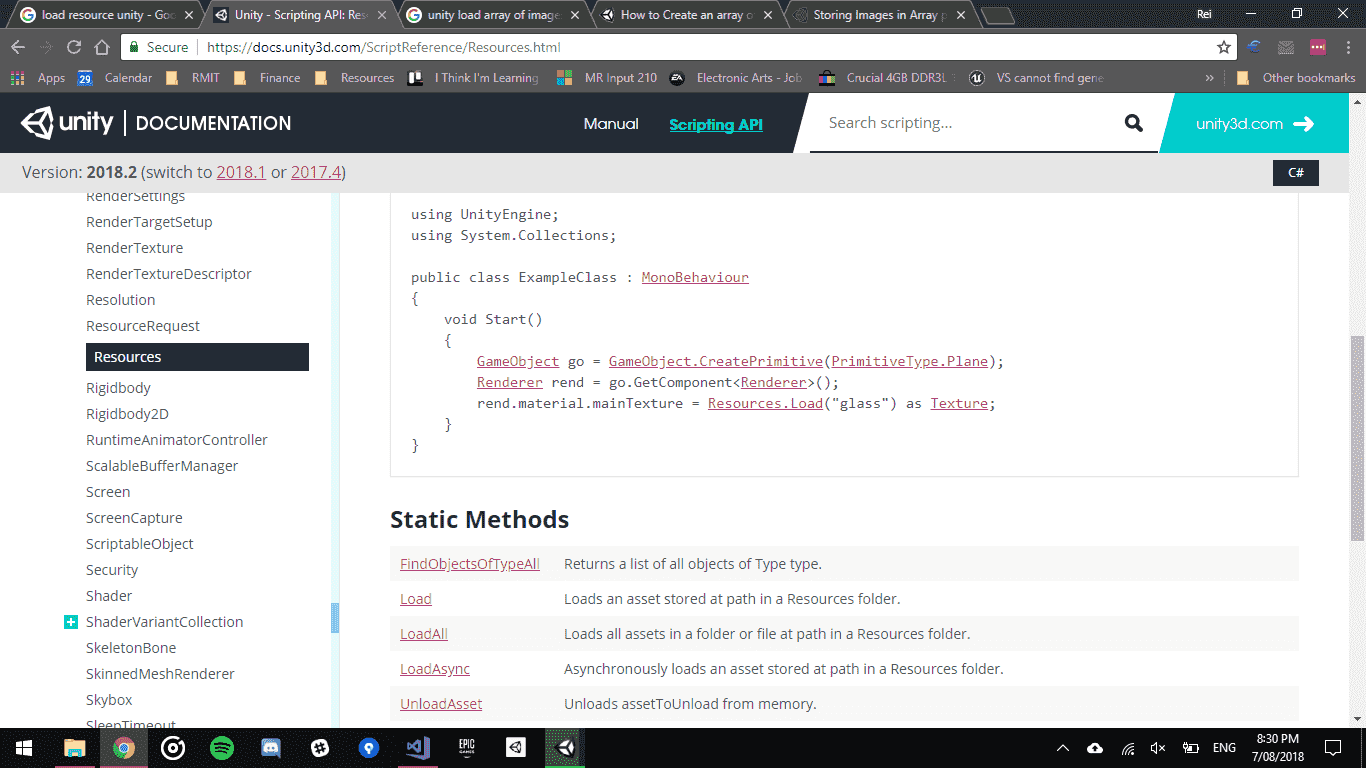 load resource unity - Goo
Unity - Scripting API: Res
unity load array of image
How to Create an array o
Storing Images in Array p
Rei
Secure
https://docs.unity3d.com/ScriptReference/Resources.html
Apps
29
Calendar
RMIT
Finance
Resources
I Think I'm Learning
MR Input 210
EA
Electronic Arts - Job
Crucial 4GB DDR3L
VS cannot find gene
»
Other bookmarks
unity | DOCUMENTATION
Manual
Scripting API
Search scripting...
unity3d.com
Version: 2018.2 (switch to 2018.1 or 2017.4)
C#
RenderSettings
RenderTargetSetup
RenderTexture
RenderTextureDescriptor
Resolution
ResourceRequest
Resources
Rigidbody
Rigidbody2D
RuntimeAnimatorController
ScalableBufferManager
Screen
ScreenCapture
ScriptableObject
Security
Shader
ShaderVariantCollection
SkeletonBone
SkinnedMeshRenderer
Skybox
SleepTimeout
using UnityEngine;
using System.Collections;
public class ExampleClass : MonoBehaviour
{
void Start()
{
GameObject go = GameObject.CreatePrimitive(PrimitiveType.Plane);
Renderer rend = go.GetComponent<Renderer>();
rend.material.mainTexture = Resources.Load("glass") as Texture;
}
}
Static Methods
FindObjectsOfTypeAll Returns a list of all objects of Type type.
Load Loads an asset stored at path in a Resources folder.
LoadAll Loads all assets in a folder or file at path in a Resources folder.
LoadAsync Asynchronously loads an asset stored at path in a Resources folder.
UnloadAsset Unloads assetToUnload from memory.
EPIC
GAMES
ENG
8:30 PM
7/08/2018